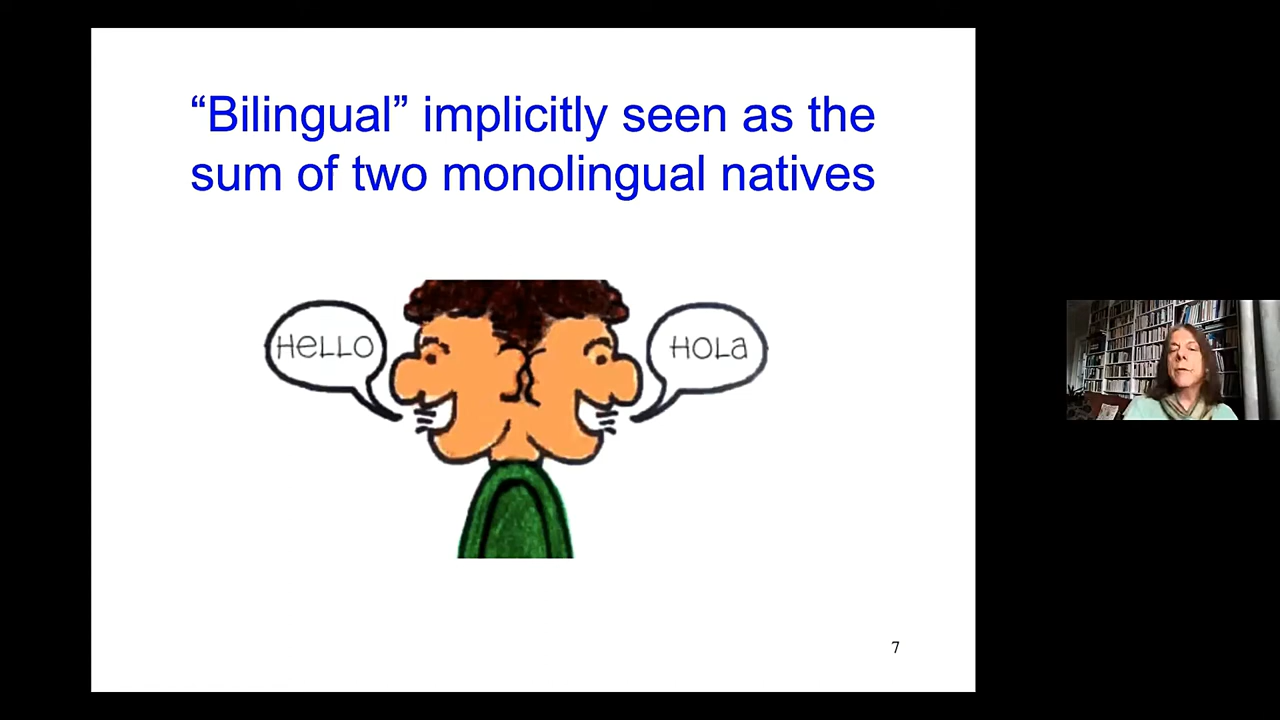 “Bilingual” implicitly seen as the
sum of two monolingual natives
HELLO
HOLA
7